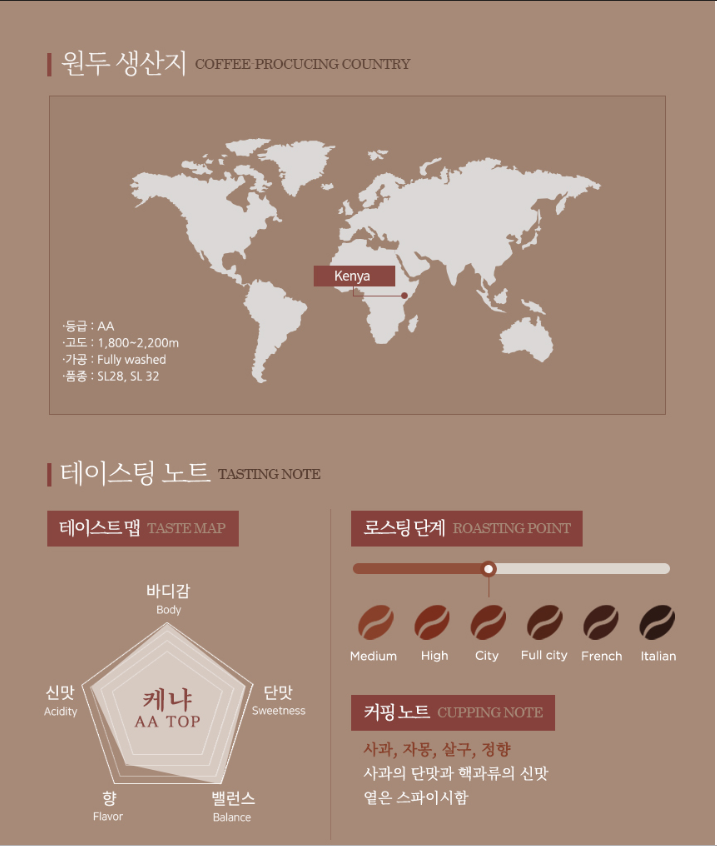 원두 생산지 COFFEE-PROCUCING COUNTRY
Kenya
·등급 : AA
·고도 : 1,800~2,200m
·가공 : Fully washed
·품종 : SL28, SL 32
테이스팅 노트 TASTING NOTE
테이스트 맵 TASTE MAP
바디감
Body
신맛
Acidity
단맛
Sweetness
케냐
AA TOP
향
Flavor
밸런스
Balance
로스팅 단계 ROASTING POINT
Medium High City Full city French Italian
커핑 노트 CUPPING NOTE
사과, 자몽, 살구, 정향
사과의 단맛과 핵과류의 신맛
옅은 스파이시함